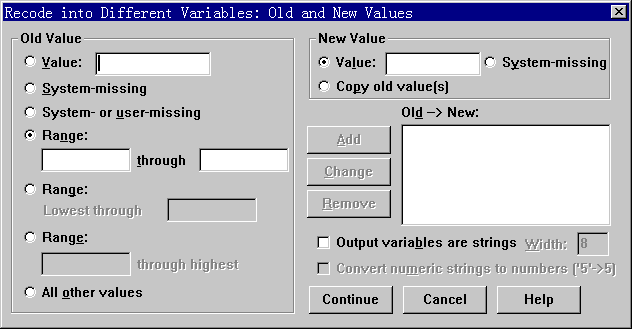 Recode into Different Variables: Old and New Values
Old Value
Value:
System-missing
System- or user-missing
Range:
through
Range:
Lowest through
Range:
through highest
All other values
New Value
Value:
System-missing
Copy old value(s)
Old -> New:
Add
Change
Remove
Output variables are strings Width: 8
Convert numeric strings to numbers ('5'->5)
Continue Cancel Help